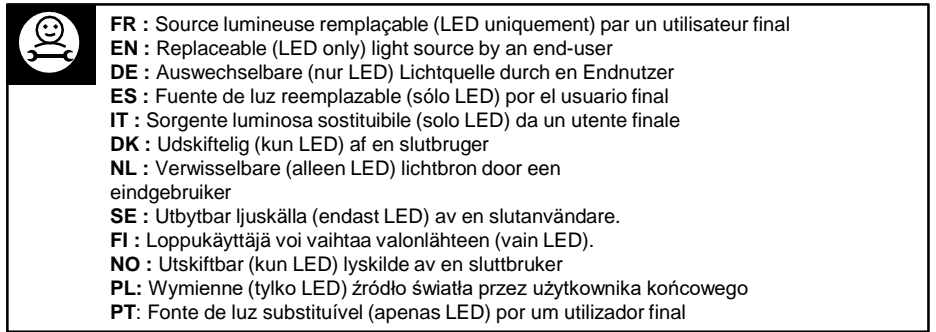 FR : Source lumineuse remplaçable (LED uniquement) par un utilisateur final
EN : Replaceable (LED only) light source by an end-user
DE : Auswechselbare (nur LED) Lichtquelle durch en Endnutzer
ES : Fuente de luz reemplazable (sólo LED) por el usuario final
IT : Sorgente luminosa sostituibile (solo LED) da un utente finale
DK : Udskiftelig (kun LED) af en slutbruger
NL : Verwisselbare (alleen LED) lichtbron door een
eindgebruiker
SE : Utbytbar ljuskälla (endast LED) av en slutanvändare.
FI : Loppukäyttäjä voi vaihtaa valonlähteen (vain LED).
NO : Utskiftbar (kun LED) lyskilde av en sluttbruker
PL: Wymienne (tylko LED) źródło światła przez użytkownika końcowego
PT: Fonte de luz substituível (apenas LED) por um utilizador final